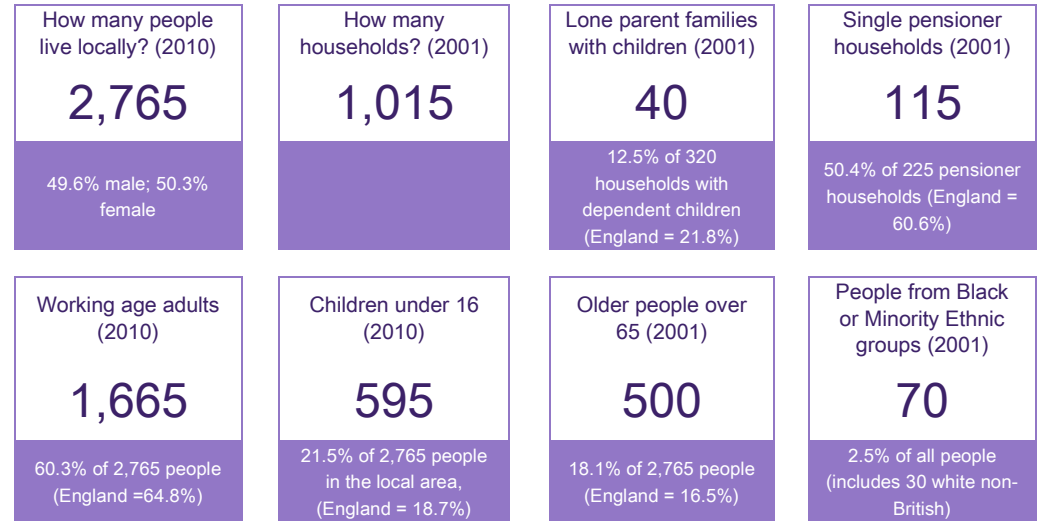 How many people
live locally? (2010)
2,765
49.6% male; 50.3%
female
How many
households? (2001)
1,015
Lone parent families
with children (2001)
40
12.5% of 320
households with
dependent children
(England = 21.8%)
Single pensioner
households (2001)
115
50.4% of 225 pensioner
households (England =
60.6%)
Working age adults
(2010)
1,665
60.3% of 2,765 people
(England =64.8%)
Children under 16
(2010)
595
21.5% of 2,765 people
in the local area,
(England = 18.7%)
Older people over
65 (2001)
500
18.1% of 2,765 people
(England = 16.5%)
People from Black
or Minority Ethnic
groups (2001)
70
2.5% of all people
(includes 30 white non-
British)